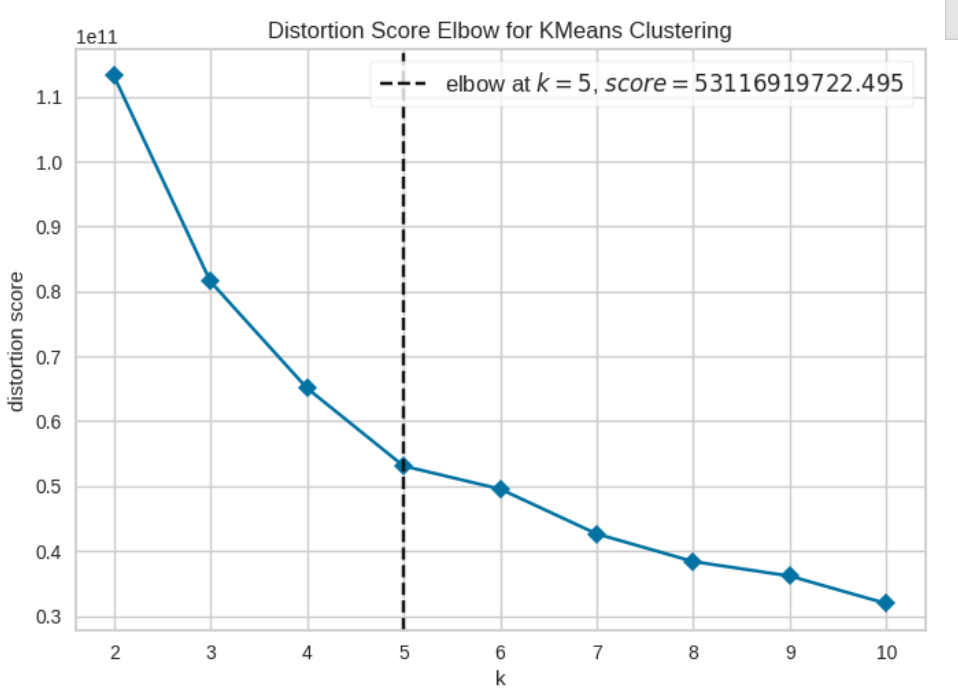 Distortion Score Elbow for KMeans Clustering
1e11
elbow at k = 5, score = 53116919722.495
1.1
1.0
0.9
0.8
0.7
0.6
0.5
0.4
0.3
distortion score
2 3 4 5 6 7 8 9 10
k